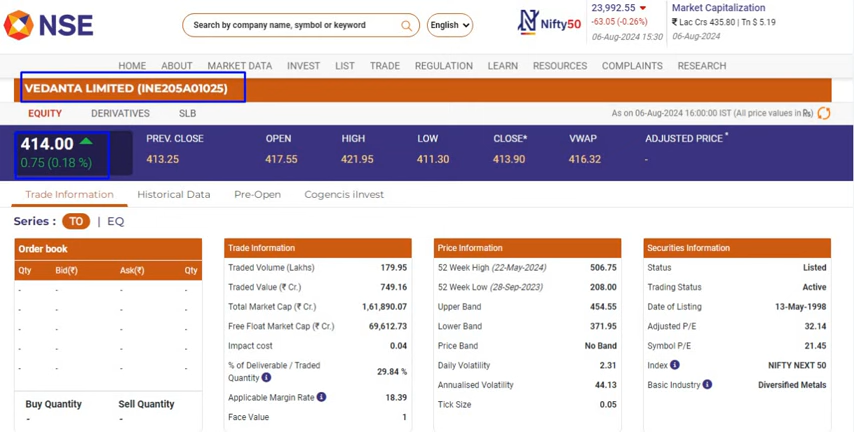 NSE
Search by company name, symbol or keyword
English
Nifty50
23,992.55
-63.05 (-0.26%)
06-Aug-2024 15:30
Market Capitalization
₹ Lac Crs 435.80 | Tn $ 5.19
06-Aug-2024
HOME ABOUT MARKET DATA INVEST LIST TRADE REGULATION LEARN RESOURCES COMPLAINTS RESEARCH
VEDANTA LIMITED (INE205A01025)
EQUITY DERIVATIVES SLB
As on 06-Aug-2024 16:00:00 IST (All price values in ₨)
414.00
0.75 (0.18 %)
PREV. CLOSE OPEN HIGH LOW CLOSE* VWAP ADJUSTED PRICE *
413.25 417.55 421.95 411.30 413.90 416.32 -
Trade Information Historical Data Pre-Open Cogencis iInvest
Series : TO | EQ
Order book
Qty Bid(₹) Ask(₹) Qty
- - - -
- - - -
- - - -
- - - -
- - - -
Buy Quantity Sell Quantity
- -
Trade Information
Traded Volume (Lakhs) 179.95
Traded Value (₹ Cr.) 749.16
Total Market Cap (₹ Cr.) 1,61,890.07
Free Float Market Cap (₹ Cr.) 69,612.73
Impact cost 0.04
% of Deliverable / Traded
Quantity 29.84 %
Applicable Margin Rate 18.39
Face Value 1
Price Information
52 Week High (22-May-2024) 506.75
52 Week Low (28-Sep-2023) 208.00
Upper Band 454.55
Lower Band 371.95
Price Band No Band
Daily Volatility 2.31
Annualised Volatility 44.13
Tick Size 0.05
Securities Information
Status Listed
Trading Status Active
Date of Listing 13-May-1998
Adjusted P/E 32.14
Symbol P/E 21.45
Index NIFTY NEXT 50
Basic Industry Diversified Metals